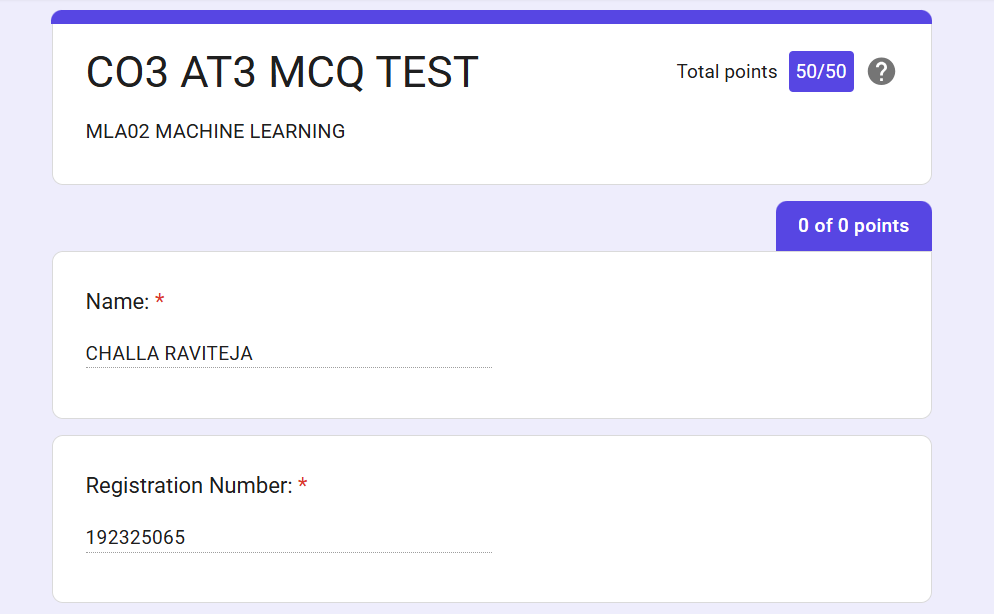 CO3 AT3 MCQ TEST
Total points 50/50 ?
MLA02 MACHINE LEARNING
0 of 0 points
Name: *
CHALLA RAVITEJA
Registration Number: *
192325065